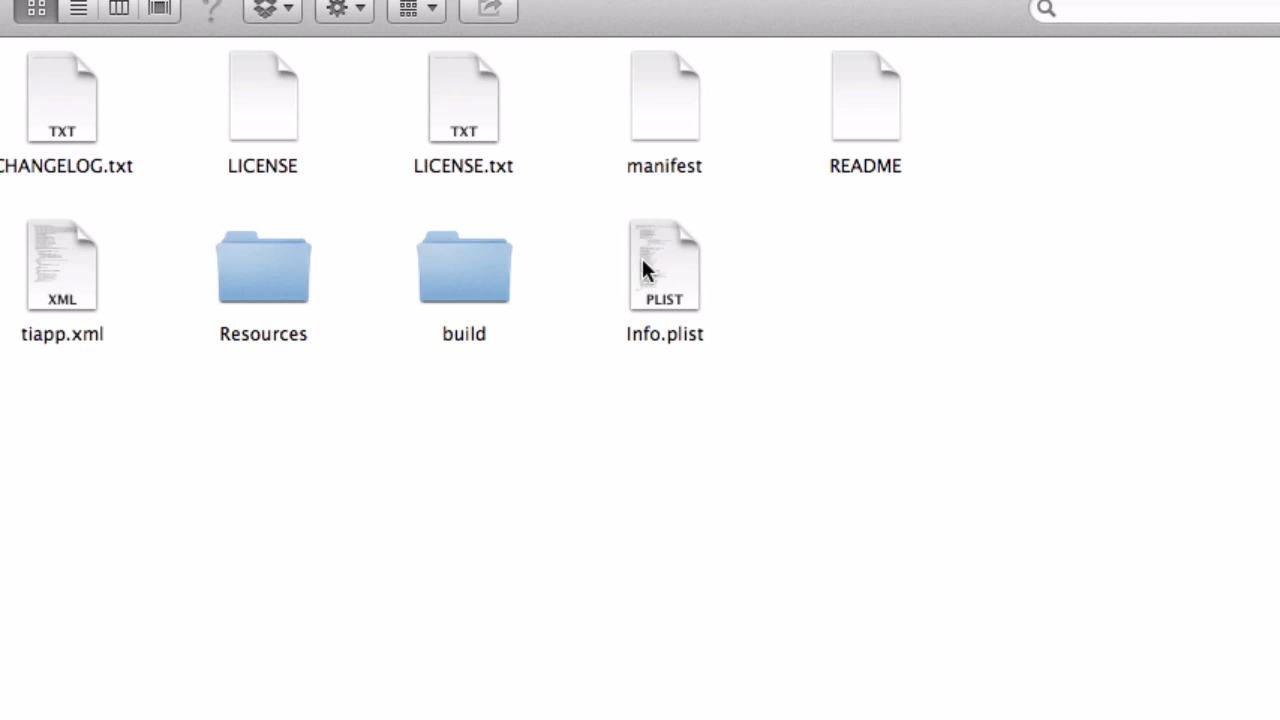 TXT TXT
CHANGELOG.txt LICENSE LICENSE.txt manifest README
XML PLIST
tiapp.xml Resources build Info.plist